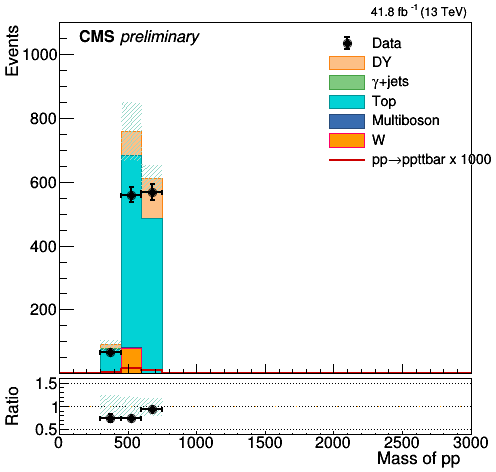 41.8 fb⁻¹ (13 TeV)
CMS preliminary
Events
1000
800
600
400
200
Data
DY
γ+jets
Top
Multiboson
W
pp→ppttbar x 1000
Ratio
1.5
1
0.5
0 500 1000 1500 2000 2500 3000
Mass of pp